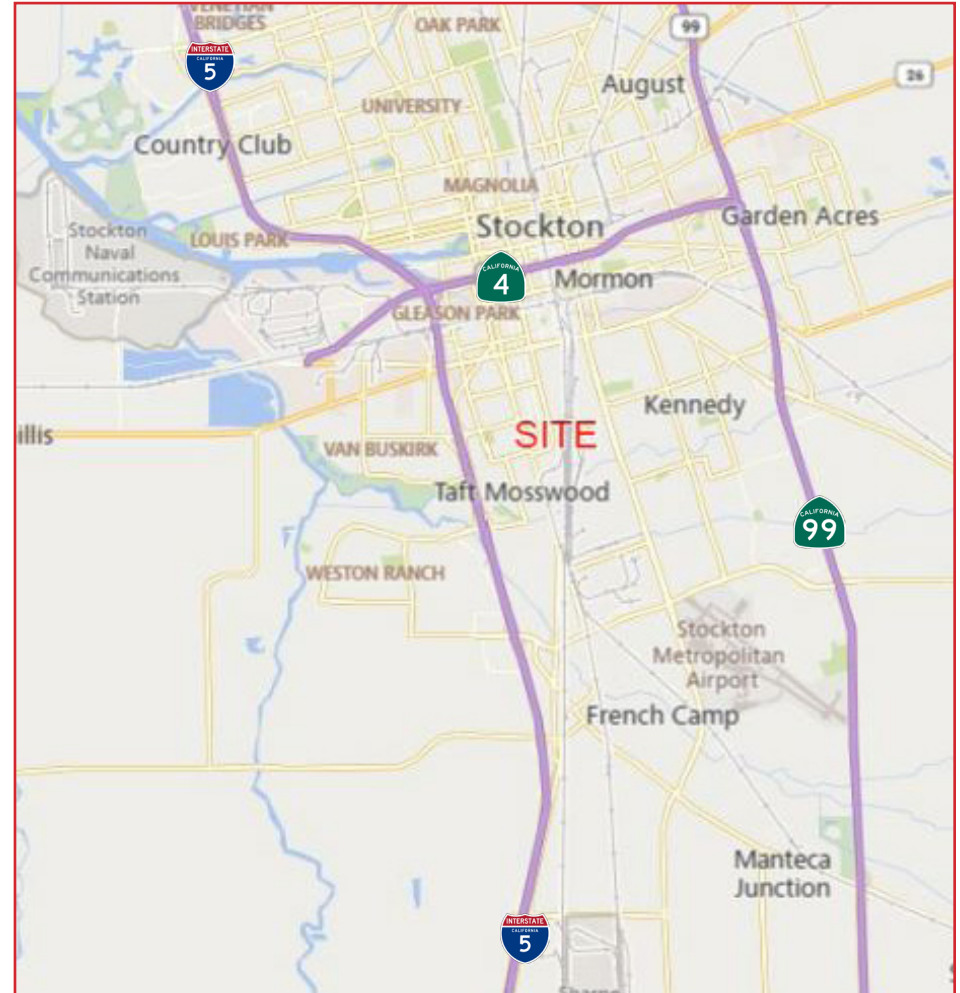 VENETIAN
BRIDGES
OAK PARK
99
INTERSTATE
CALIFORNIA
5
August
26
UNIVERSITY
Country Club
MAGNOLIA
Stockton
Naval
Communications
Station
LOUIS PARK
Stockton
Garden Acres
CALIFORNIA
4
Mormon
GLEASON PARK
Kennedy
illis
SITE
VAN BUSKIRK
Taft Mosswood
CALIFORNIA
99
WESTON RANCH
Stockton
Metropolitan
Airport
French Camp
Manteca
Junction
INTERSTATE
CALIFORNIA
5